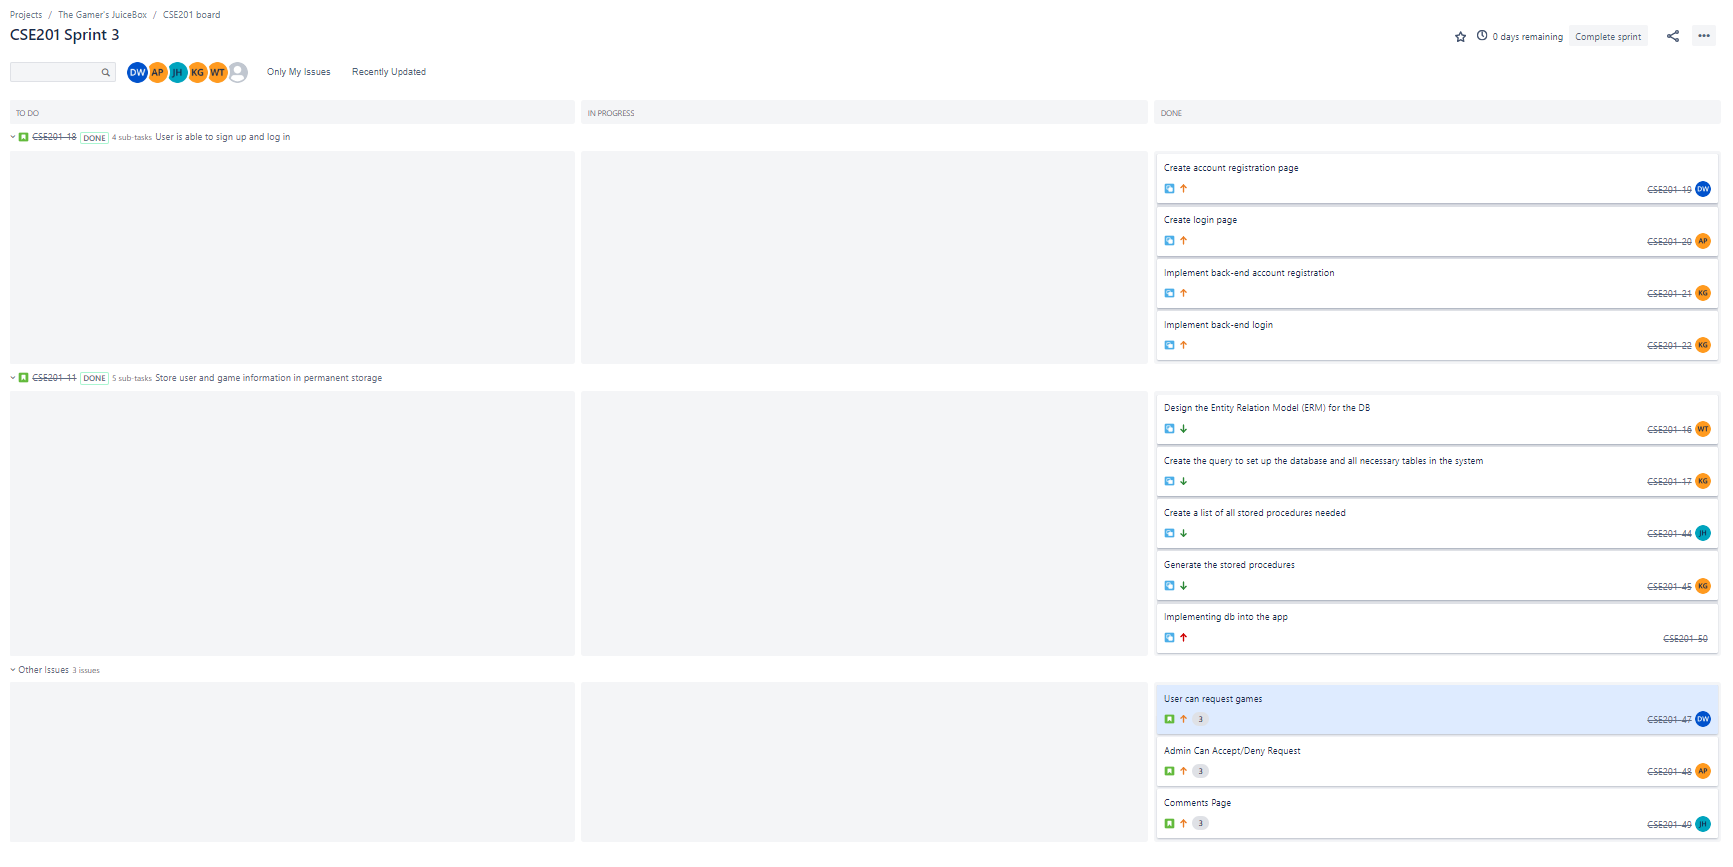 Projects / The Gamer's JuiceBox / CSE201 board
CSE201 Sprint 3
0 days remaining Complete sprint
DW AP JH KG WT Only My Issues Recently Updated
TO DO IN PROGRESS DONE
CSE201-18 DONE 4 sub-tasks User is able to sign up and log in
Create account registration page
CSE201-19 DW
Create login page
CSE201-20 AP
Implement back-end account registration
CSE201-21 KG
Implement back-end login
CSE201-22 KG
CSE201-11 DONE 5 sub-tasks Store user and game information in permanent storage
Design the Entity Relation Model (ERM) for the DB
CSE201-16 WT
Create the query to set up the database and all necessary tables in the system
CSE201-17 KG
Create a list of all stored procedures needed
CSE201-44 JH
Generate the stored procedures
CSE201-45 KG
Implementing db into the app
CSE201-50
Other Issues 3 issues
User can request games
3 CSE201-47 DW
Admin Can Accept/Deny Request
3 CSE201-48 AP
Comments Page
3 CSE201-49 JH